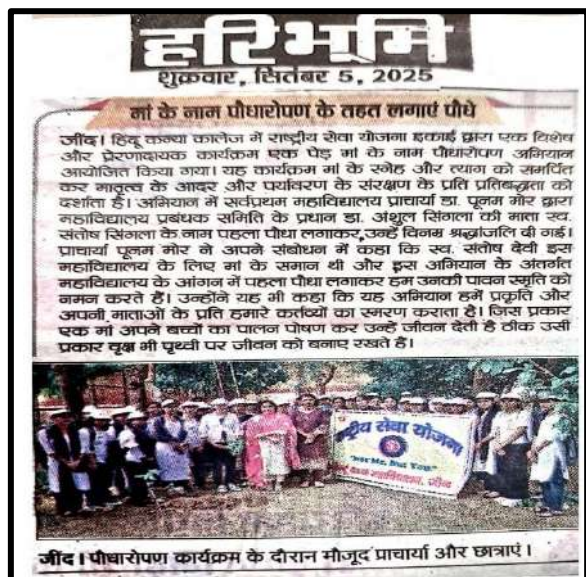 हरिभूमि
शुक्रवार, सितंबर 5, 2025
मां के नाम पौधारोपण के तहत लगाएं पौधे
जींद। हिंदू कन्या कालेज में राष्ट्रीय सेवा योजना इकाई द्वारा एक विशेष
और प्रेरणादायक कार्यक्रम एक पेड़ मां के नाम पौधारोपण अभियान
आयोजित किया गया। यह कार्यक्रम मां के स्नेह और त्याग को समर्पित
कर मातृत्व के आदर और पर्यावरण के संरक्षण के प्रति प्रतिबद्धता को
दर्शाता है। अभियान में सर्वप्रथम महाविद्यालय प्राचार्या डा. पूनम मोर द्वारा
महाविद्यालय प्रबंधक समिति के प्रधान डा. अंशुल सिंगला की माता स्व.
संतोष सिंगला के नाम पहला पौधा लगाकर उन्हें विनम्र श्रद्धांजलि दी गई।
प्राचार्या पूनम मोर ने अपने संबोधन में कहा कि स्व. संतोष देवी इस
महाविद्यालय के लिए मां के समान थी और इस अभियान के अंतर्गत
महाविद्यालय के आंगन में पहला पौधा लगाकर हम उनकी पावन स्मृति को
नमन करते हैं। उन्होंने यह भी कहा कि यह अभियान हमें प्रकृति और
अपनी माताओं के प्रति हमारे कर्तव्यों का स्मरण कराता है। जिस प्रकार
एक मां अपने बच्चों का पालन पोषण कर उन्हें जीवन देती है ठीक उसी
प्रकार वृक्ष भी पृथ्वी पर जीवन को बनाए रखते हैं।
राष्ट्रीय सेवा योजना
"Not Me, But You"
महाविद्यालय, जीन्द
जींद। पौधारोपण कार्यक्रम के दौरान मौजूद प्राचार्या और छात्राएं।